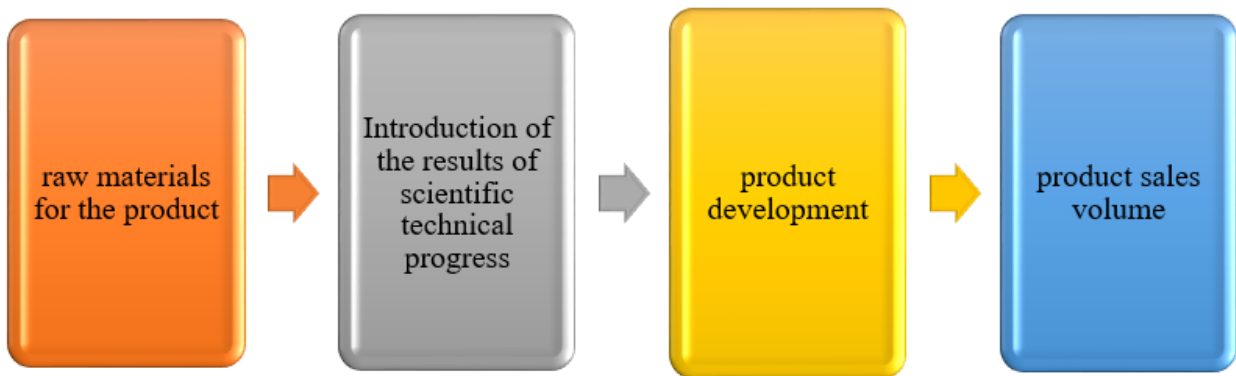 raw materials
for the product
Introduction of
the results of
scientific
technical
progress
product
development
product sales
volume